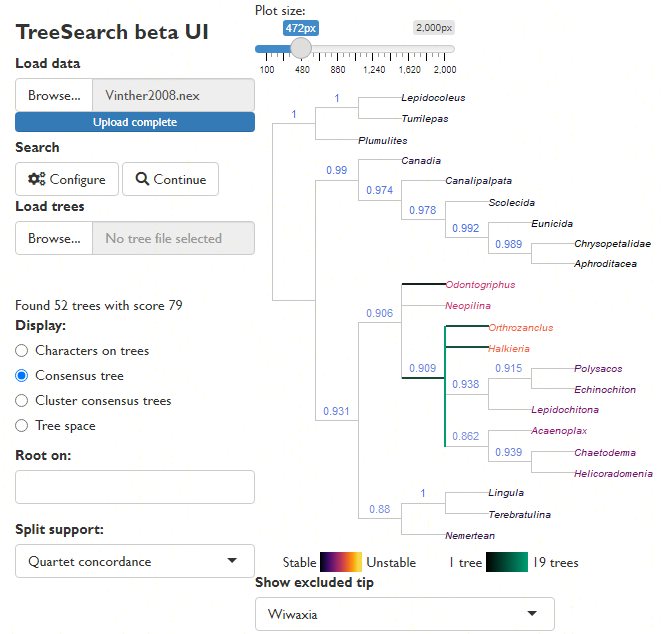 TreeSearch beta UI
Load data
Browse... Vinther2008.nex
Upload complete
Search
Configure Continue
Load trees
Browse... No tree file selected
Found 52 trees with score 79
Display:
Characters on trees
Consensus tree
Cluster consensus trees
Tree space
Root on:
Split support:
Quartet concordance
Plot size:
472px 2,000px
100 480 880 1,240 1,620 2,000
1 Lepidocoleus
1 Turrilepas
Plumulites
0.99 Canadia
0.974 Canalipalpata
0.978 Scolecida
0.992 Eunicida
0.989 Chrysopetalidae
Aphroditacea
0.906 Odontogriphus
Neopilina
Orthrozanclus
Halkieria
0.909 0.915 Polysacos
0.938 Echinochiton
Lepidochitona
0.931 0.862 Acaenoplax
0.939 Chaetoderma
Helicoradomenia
1 Lingula
0.88 Terebratulina
Nemertean
Stable Unstable 1 tree 19 trees
Show excluded tip
Wiwaxia